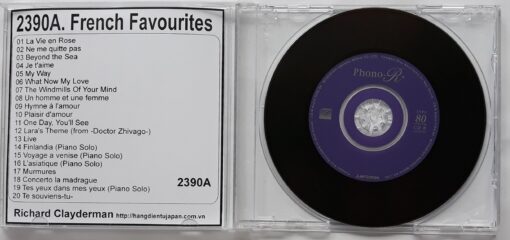 2390A. French Favourites
01 La Vie en Rose
02 Ne me quitte pas
03 Beyond the Sea
04 Je t'aime
05 My Way
06 What Now My Love
07 The Windmills Of Your Mind
08 Un homme et une femme
09 Hymne à l'amour
10 Plaisir d'amour
11 One Day, You'll See
12 Lara's Theme (from -Doctor Zhivago-)
13 Live
14 Finlandia (Piano Solo)
15 Voyage a venise (Piano Solo)
16 L'asiatique (Piano Solo)
17 Murmures
18 Concerto la madrague
19 Tes yeux dans mes yeux (Piano Solo)
20 Te souviens-tu-
2390A
Richard Clayderman http://hangdientujapan.com.vn
Phono-R
80